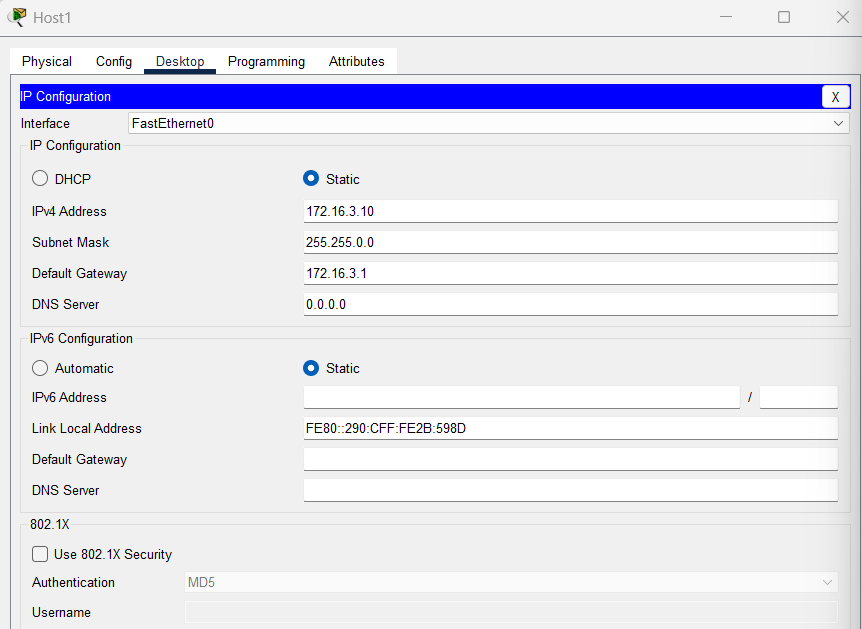 Host1
Physical Config Desktop Programming Attributes
IP Configuration X
Interface FastEthernet0
IP Configuration
DHCP Static
IPv4 Address 172.16.3.10
Subnet Mask 255.255.0.0
Default Gateway 172.16.3.1
DNS Server 0.0.0.0
IPv6 Configuration
Automatic Static
IPv6 Address /
Link Local Address FE80::290:CFF:FE2B:598D
Default Gateway
DNS Server
802.1X
Use 802.1X Security
Authentication MD5
Username